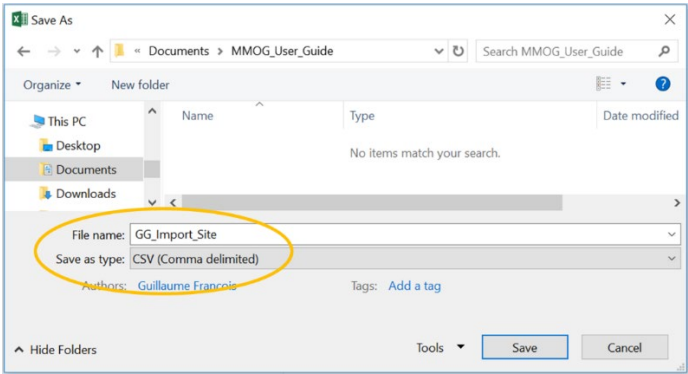 Save As
« Documents > MMOG_User_Guide
Search MMOG_User_Guide
Organize
New folder
?
This PC
Desktop
Documents
Downloads
Name
Type
Date modified
No items match your search.
File name: GG_Import_Site
Save as type: CSV (Comma delimited)
Authors: Guillaume Francois
Tags: Add a tag
Hide Folders
Tools
Save
Cancel